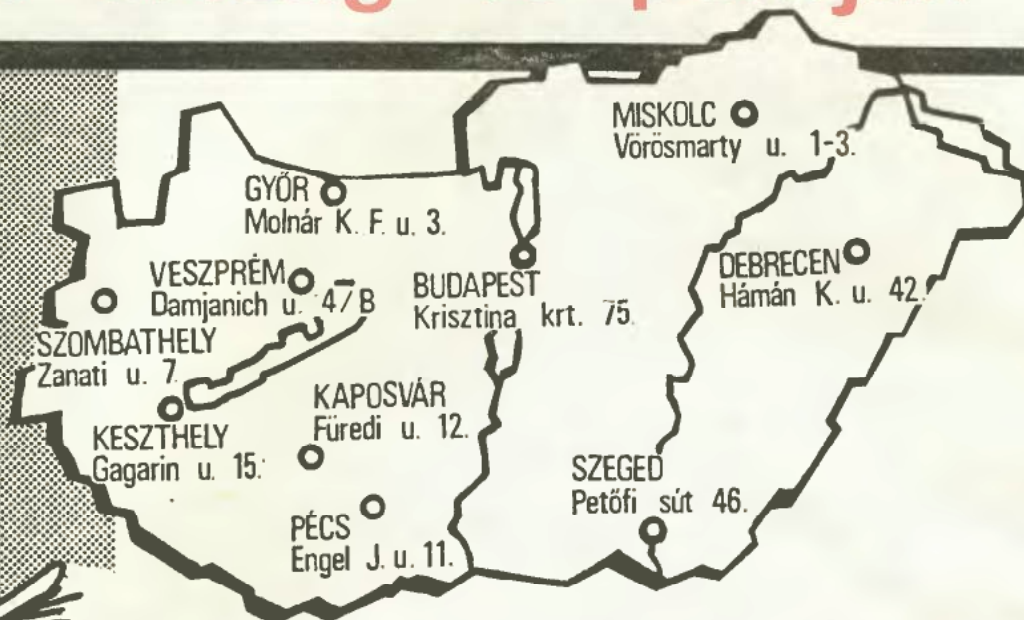 MISKOLC
Vörösmarty u. 1-3.
GYŐR
Molnár K. F. u. 3.
VESZPRÉM
Damjanich u. 4/B
BUDAPEST
Krisztina krt. 75.
DEBRECEN
Hámán K. u. 42.
SZOMBATHELY
Zanati u. 7.
KAPOSVÁR
Füredi u. 12.
KESZTHELY
Gagarin u. 15.
SZEGED
Petőfi sút 46.
PÉCS
Engel J. u. 11.